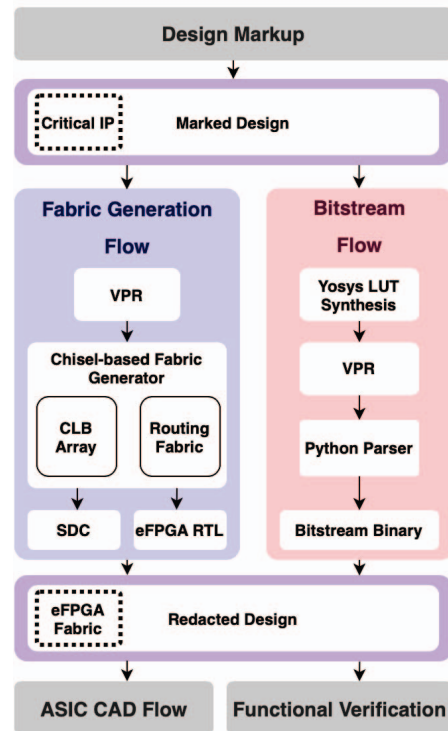 Design Markup
Critical IP
Marked Design
Fabric Generation
Flow
VPR
Chisel-based Fabric
Generator
CLB
Array
Routing
Fabric
SDC
eFPGA RTL
Bitstream
Flow
Yosys LUT
Synthesis
VPR
Python Parser
Bitstream Binary
eFPGA
Fabric
Redacted Design
ASIC CAD Flow
Functional Verification